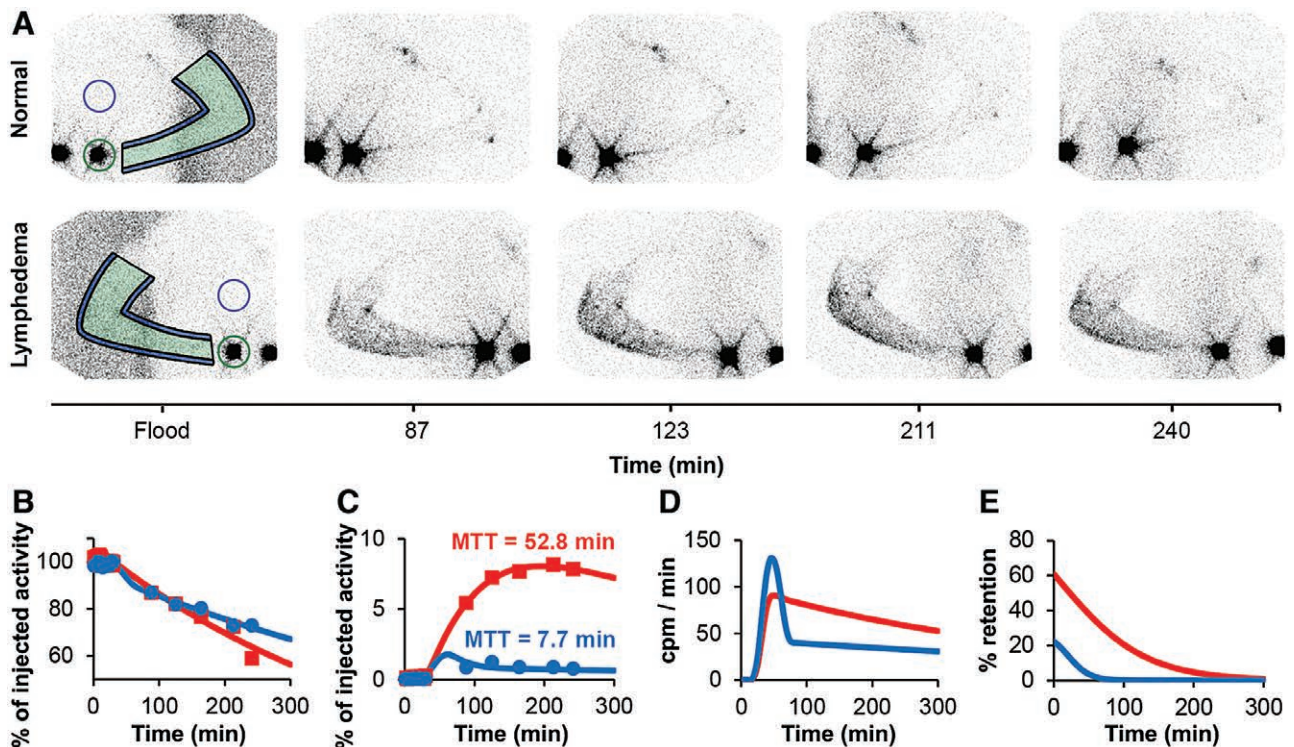 A
Normal
Lymphedema
Flood 87 123 211 240
Time (min)
B
% of injected activity
100
80
60
0 100 200 300
Time (min)
C
% of injected activity
10
5
0
MTT = 52.8 min
MTT = 7.7 min
0 100 200 300
Time (min)
D
cpm / min
150
100
50
0
0 100 200 300
Time (min)
E
% retention
80
60
40
20
0
0 100 200 300
Time (min)